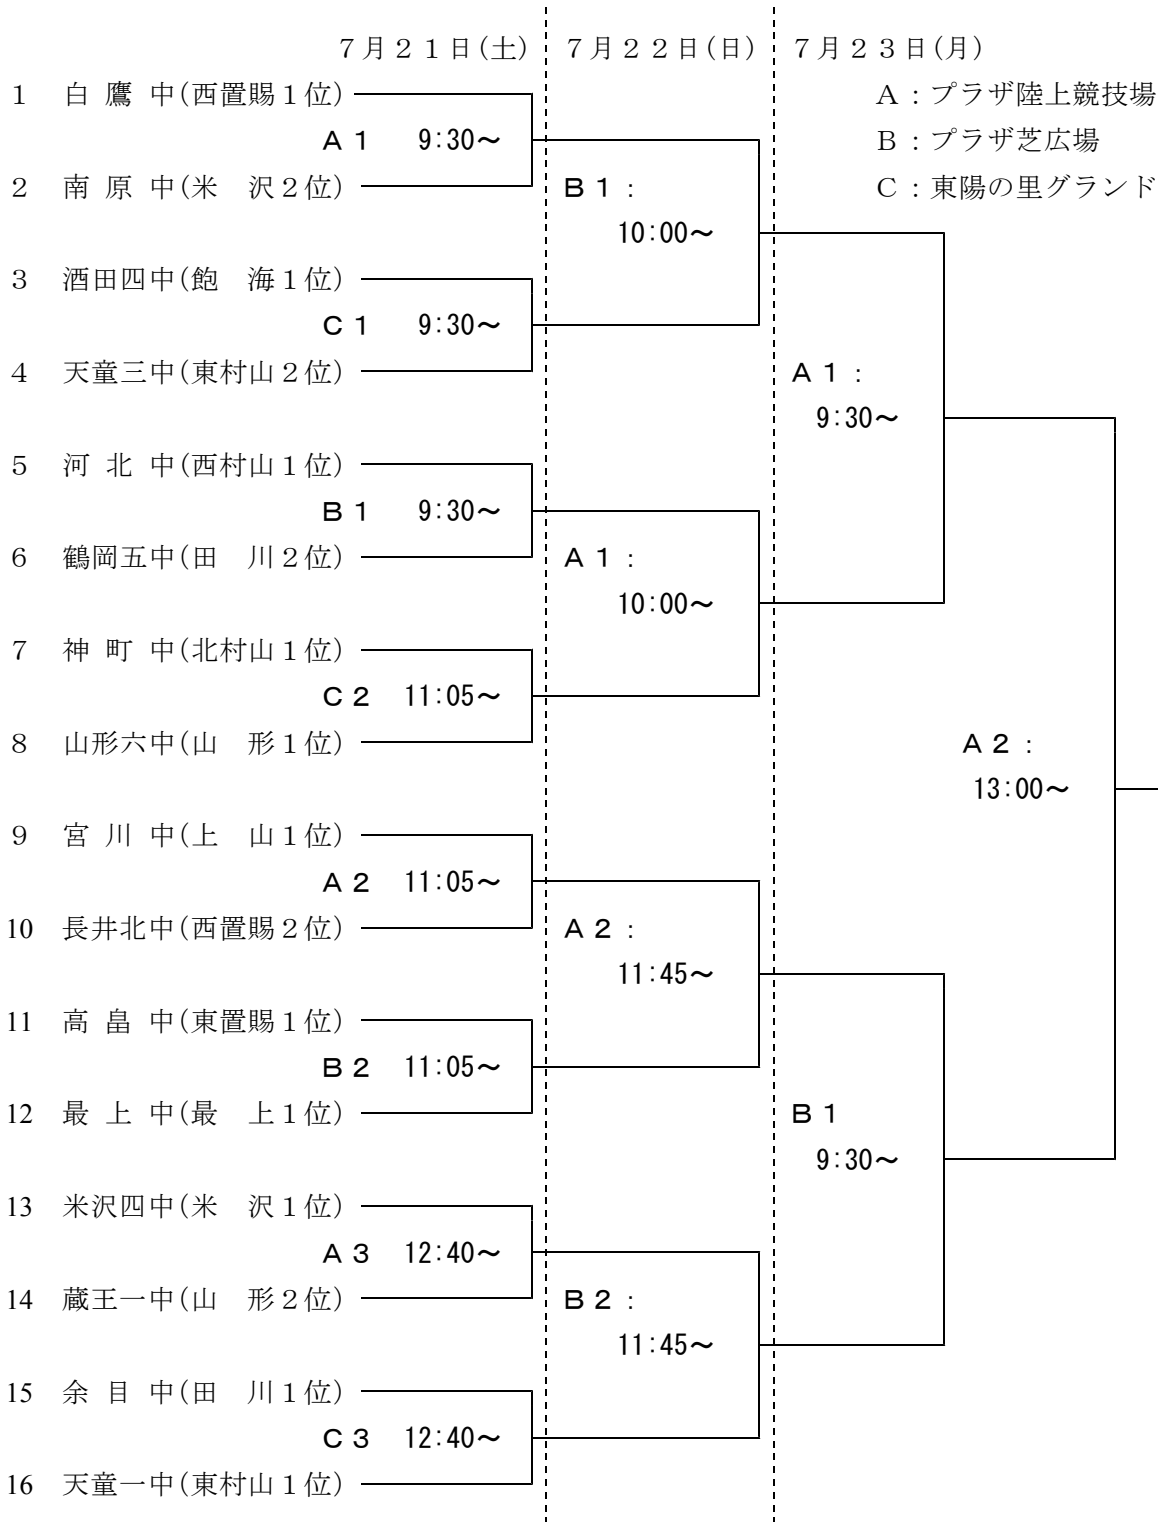 7月21日(土) 7月22日(日) 7月23日(月)
1 白鷹中(西置賜1位) A:プラザ陸上競技場
A1 9:30〜 B:プラザ芝広場
2 南原中(米 沢2位) B1: C:東陽の里グランド
10:00〜
3 酒田四中(飽 海1位)
C1 9:30〜
4 天童三中(東村山2位) A1:
9:30〜
5 河北中(西村山1位)
B1 9:30〜
6 鶴岡五中(田 川2位) A1:
10:00〜
7 神町中(北村山1位)
C2 11:05〜
8 山形六中(山 形1位) A2:
13:00〜
9 宮川中(上 山1位)
A2 11:05〜
10 長井北中(西置賜2位) A2:
11:45〜
11 高畠中(東置賜1位)
B2 11:05〜
12 最上中(最 上1位) B1
9:30〜
13 米沢四中(米 沢1位)
A3 12:40〜
14 蔵王一中(山 形2位) B2:
11:45〜
15 余目中(田 川1位)
C3 12:40〜
16 天童一中(東村山1位)